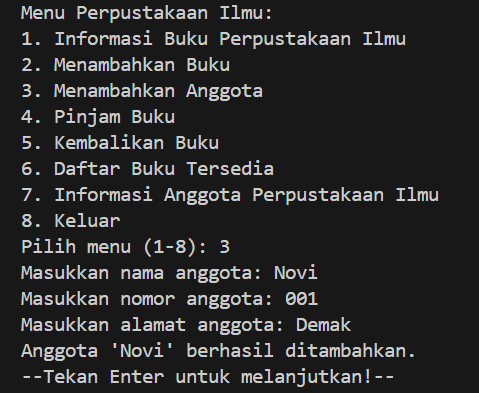 Menu Perpustakaan Ilmu:
1. Informasi Buku Perpustakaan Ilmu
2. Menambahkan Buku
3. Menambahkan Anggota
4. Pinjam Buku
5. Kembalikan Buku
6. Daftar Buku Tersedia
7. Informasi Anggota Perpustakaan Ilmu
8. Keluar
Pilih menu (1-8): 3
Masukkan nama anggota: Novi
Masukkan nomor anggota: 001
Masukkan alamat anggota: Demak
Anggota 'Novi' berhasil ditambahkan.
--Tekan Enter untuk melanjutkan!--